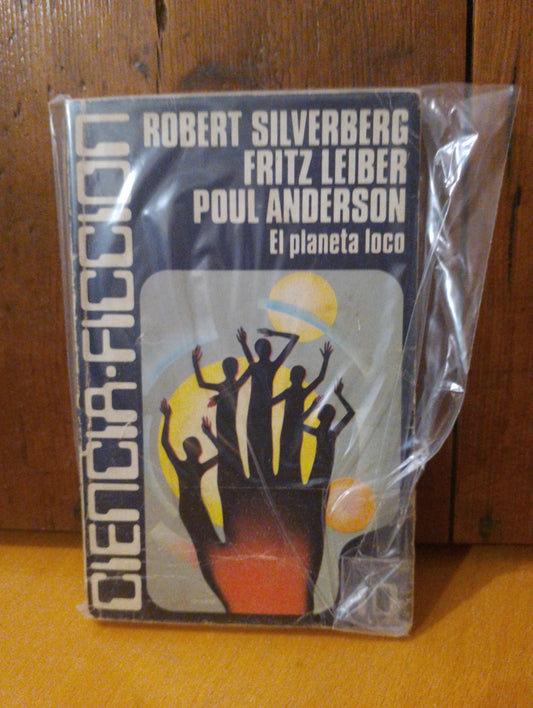 ROBERT SILVERBERG
FRITZ LEIBER
POUL ANDERSON
El planeta loco
CIENCIA-FICCION